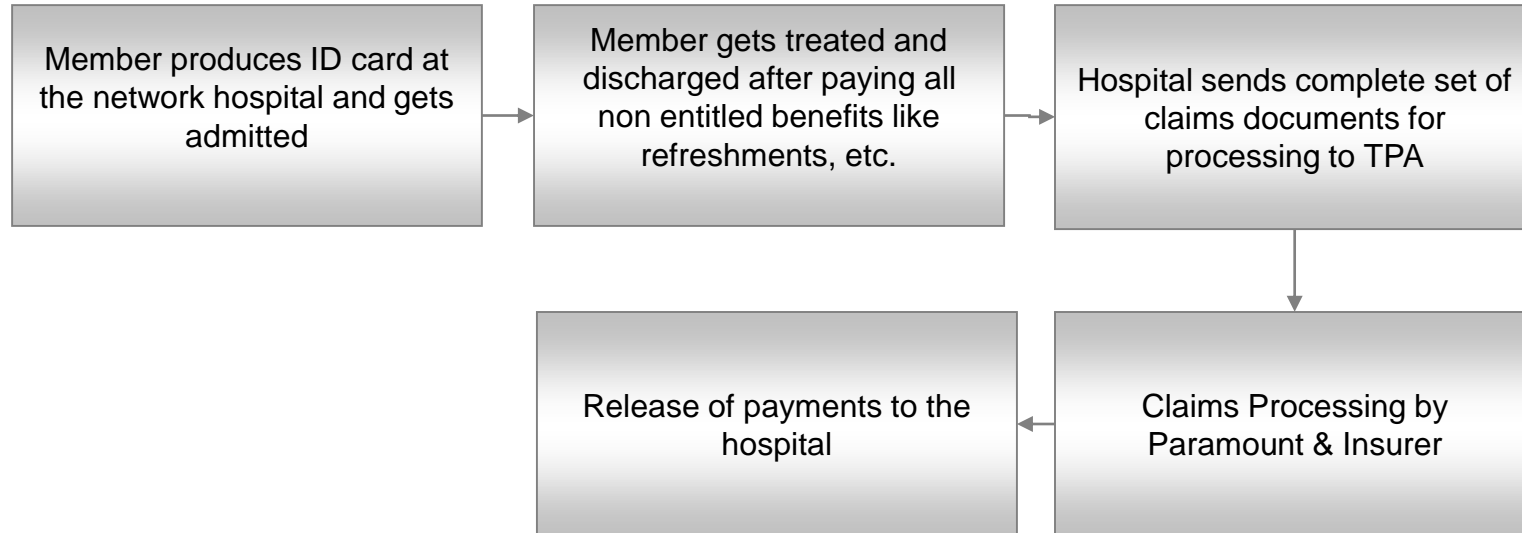 Member produces ID card at
the network hospital and gets
admitted
Member gets treated and
discharged after paying all
non entitled benefits like
refreshments, etc.
Hospital sends complete set of
claims documents for
processing to TPA
Claims Processing by
Paramount & Insurer
Release of payments to the
hospital